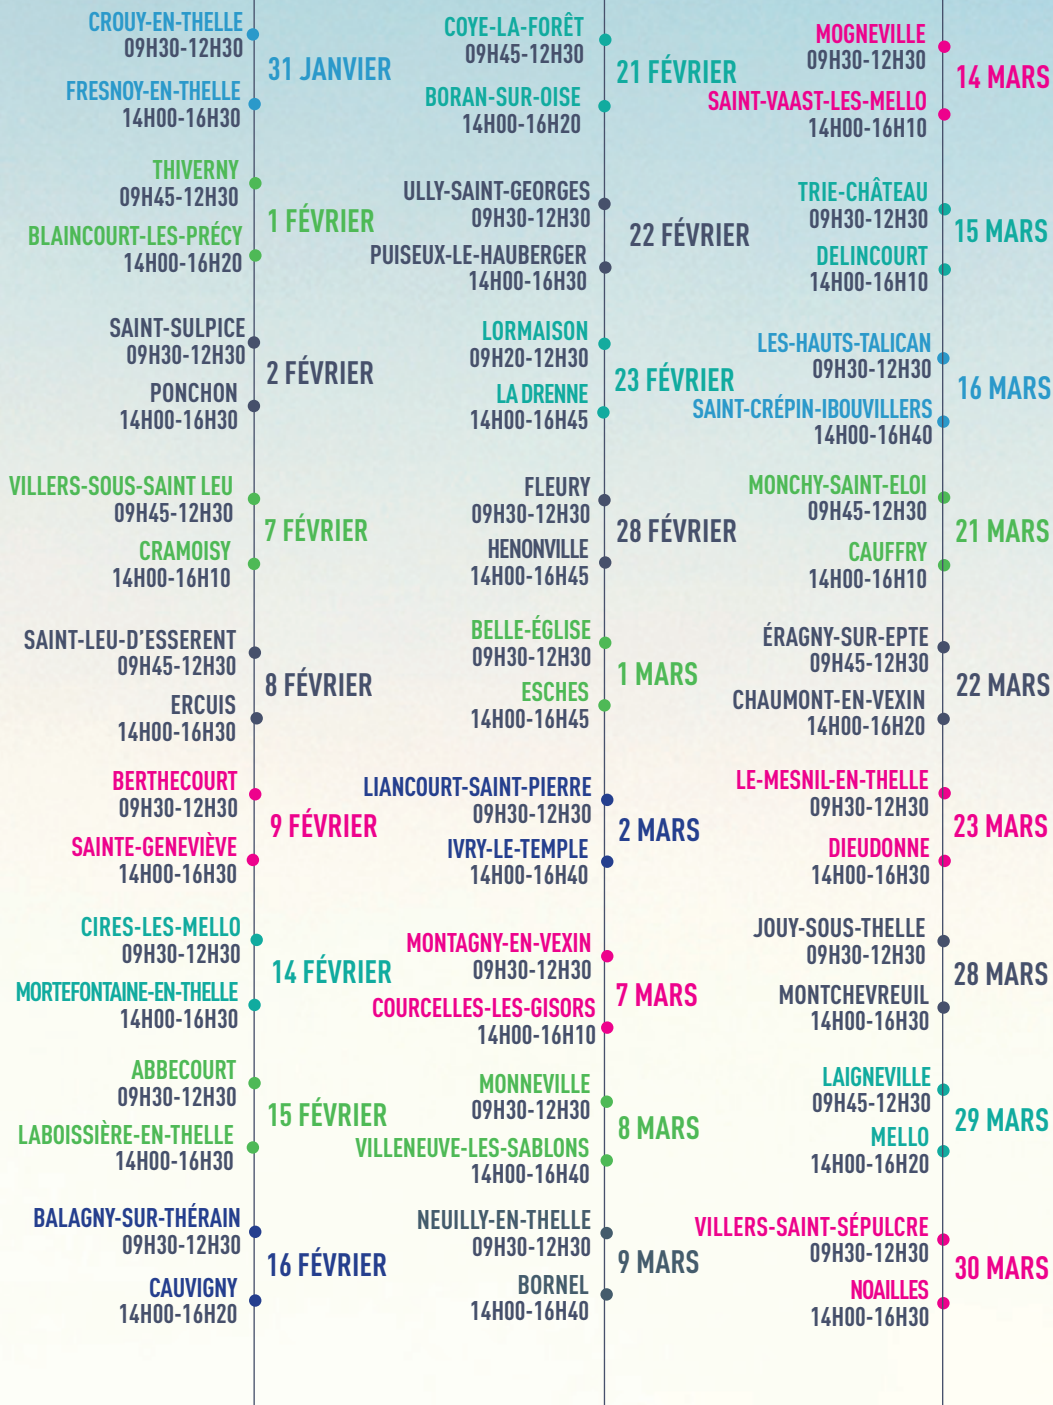 CROUY-EN-THELLE
09H30-12H30
31 JANVIER
FRESNOY-EN-THELLE
14H00-16H30
THIVERNY
09H45-12H30
1 FÉVRIER
BLAINCOURT-LES-PRÉCY
14H00-16H20
SAINT-SULPICE
09H30-12H30
2 FÉVRIER
PONCHON
14H00-16H30
VILLERS-SOUS-SAINT LEU
09H45-12H30
7 FÉVRIER
CRAMOISY
14H00-16H10
SAINT-LEU-D'ESSERENT
09H45-12H30
8 FÉVRIER
ERCUIS
14H00-16H30
BERTHECOURT
09H30-12H30
9 FÉVRIER
SAINTE-GENEVIÈVE
14H00-16H30
CIRES-LES-MELLO
09H30-12H30
14 FÉVRIER
MORTEFONTAINE-EN-THELLE
14H00-16H30
ABBECOURT
09H30-12H30
15 FÉVRIER
LABOISSIÈRE-EN-THELLE
14H00-16H30
BALAGNY-SUR-THÉRAIN
09H30-12H30
16 FÉVRIER
CAUVIGNY
14H00-16H20
COYE-LA-FORÊT
09H45-12H30
21 FÉVRIER
BORAN-SUR-OISE
14H00-16H20
ULLY-SAINT-GEORGES
09H30-12H30
22 FÉVRIER
PUISEUX-LE-HAUBERGER
14H00-16H30
LORMAISON
09H20-12H30
23 FÉVRIER
LA DRENNE
14H00-16H45
FLEURY
09H30-12H30
28 FÉVRIER
HENONVILLE
14H00-16H45
BELLE-ÉGLISE
09H30-12H30
1 MARS
ESCHES
14H00-16H45
LIANCOURT-SAINT-PIERRE
09H30-12H30
2 MARS
IVRY-LE-TEMPLE
14H00-16H40
MONTAGNY-EN-VEXIN
09H30-12H30
7 MARS
COURCELLES-LES-GISORS
14H00-16H10
MONNEVILLE
09H30-12H30
8 MARS
VILLENEUVE-LES-SABLONS
14H00-16H40
NEUILLY-EN-THELLE
09H30-12H30
9 MARS
BORNEL
14H00-16H40
MOGNEVILLE
09H30-12H30
14 MARS
SAINT-VAAST-LES-MELLO
14H00-16H10
TRIE-CHÂTEAU
09H30-12H30
15 MARS
DELINCOURT
14H00-16H10
LES-HAUTS-TALICAN
09H30-12H30
16 MARS
SAINT-CRÉPIN-IBOUVILLERS
14H00-16H40
MONCHY-SAINT-ELOI
09H45-12H30
21 MARS
CAUFFRY
14H00-16H10
ÉRAGNY-SUR-EPTE
09H45-12H30
22 MARS
CHAUMONT-EN-VEXIN
14H00-16H20
LE-MESNIL-EN-THELLE
09H30-12H30
23 MARS
DIEUDONNE
14H00-16H30
JOUY-SOUS-THELLE
09H30-12H30
28 MARS
MONTCHEVREUIL
14H00-16H30
LAIGNEVILLE
09H45-12H30
29 MARS
MELLO
14H00-16H20
VILLERS-SAINT-SÉPULCRE
09H30-12H30
30 MARS
NOAILLES
14H00-16H30